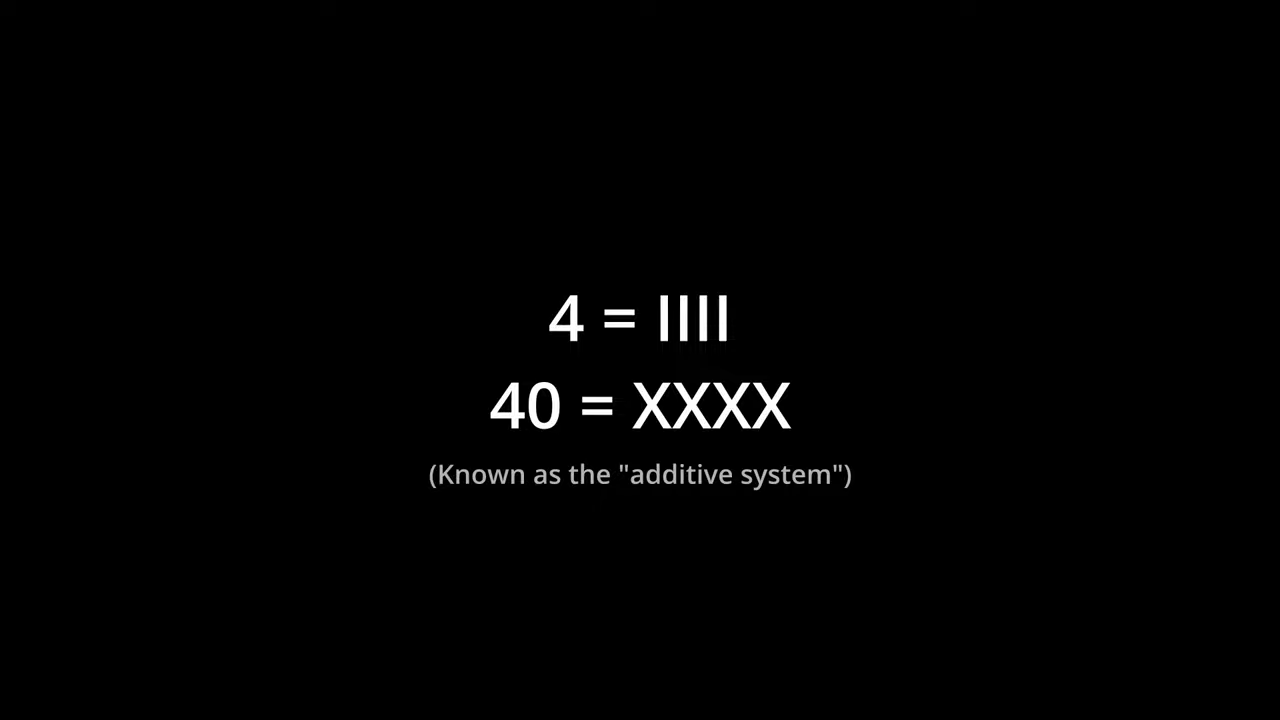 4 = IIII
40 = XXXX
(Known as the "additive system")